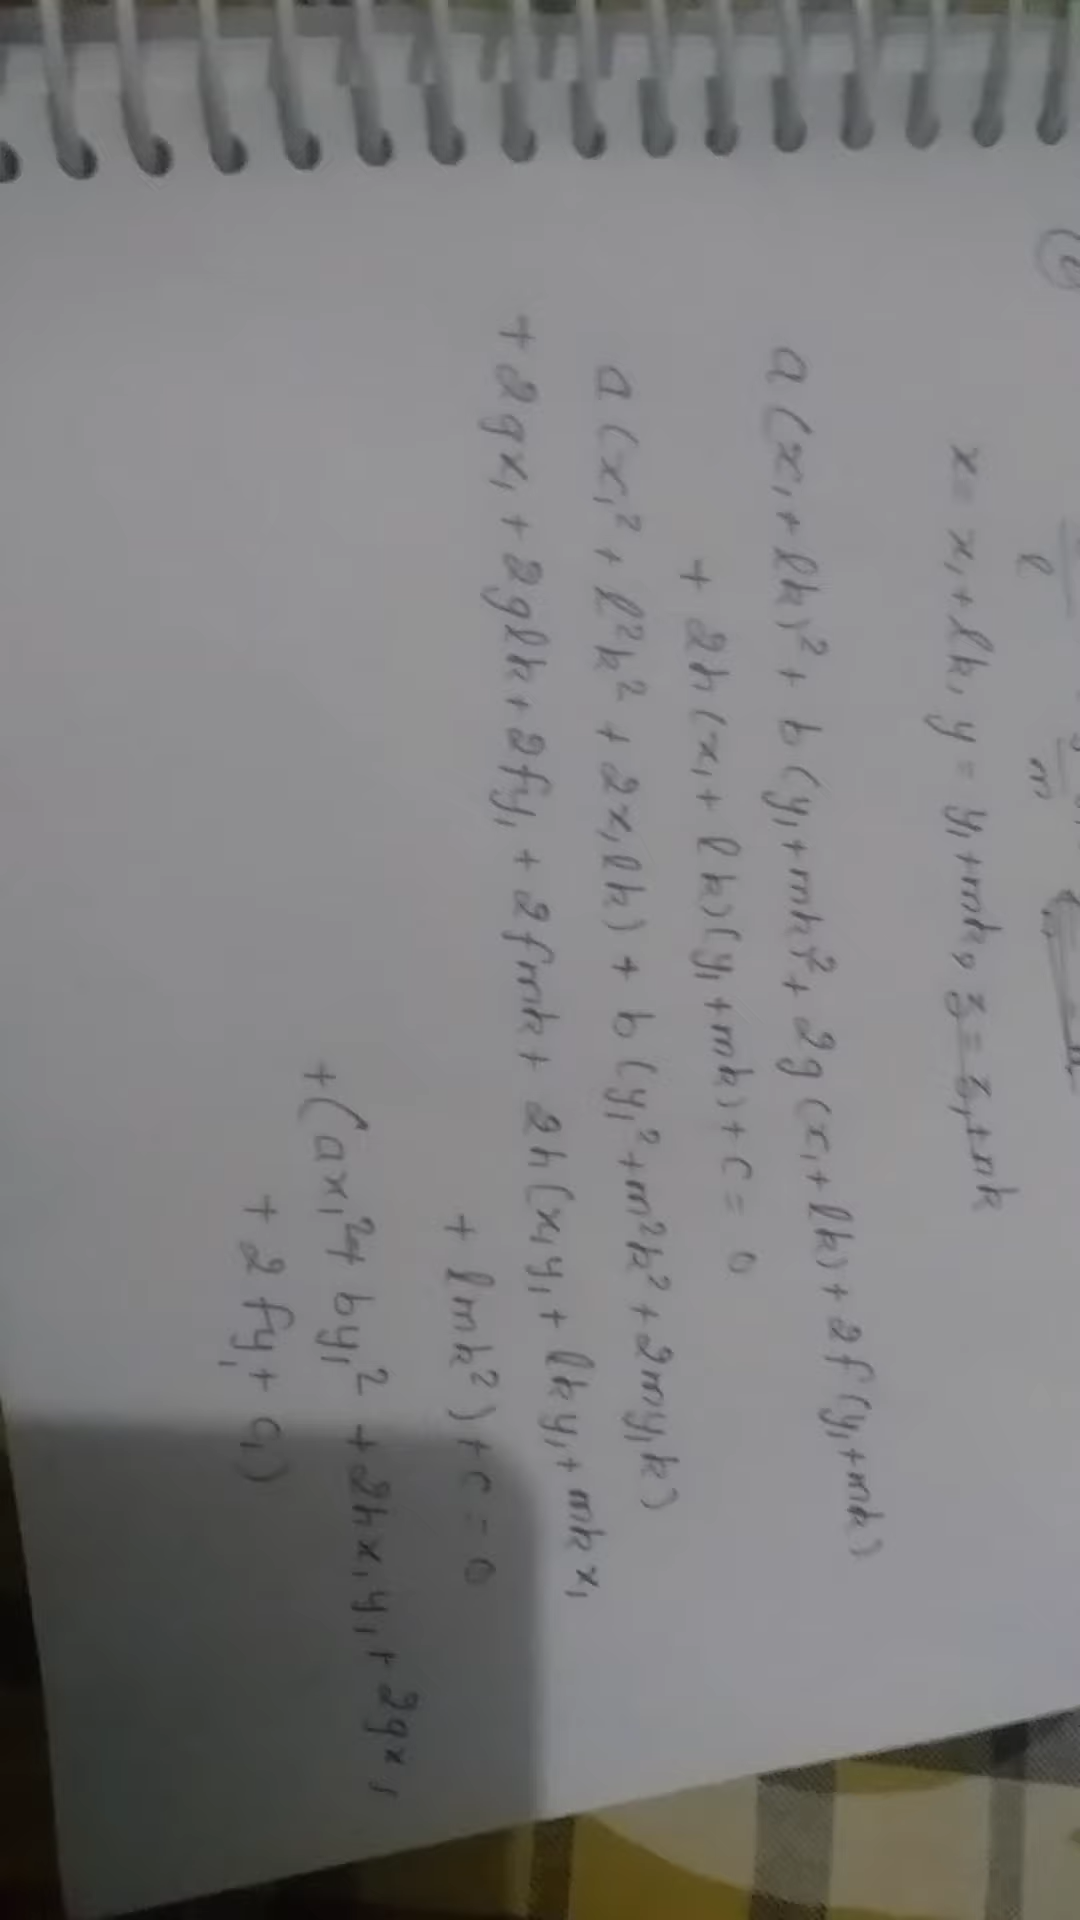 l m n
x = x₁ + lk, y = y₁ + mk, z = z₁ + nk
a(x₁ + lk)² + b(y₁ + mk)² + 2g(x₁ + lk) + 2f(y₁ + mk)
+ 2h(x₁ + lk)(y₁ + mk) + c = 0
a(x₁² + l²k² + 2x₁lk) + b(y₁² + m²k² + 2my₁k)
+ 2gx₁ + 2glk + 2fy₁ + 2fmk + 2h(x₁y₁ + lky₁ + mkx₁
+ lmk²) + c = 0
+ (ax₁² + by₁² + 2hx₁y₁ + 2gx₁
+ 2fy₁ + c₁)